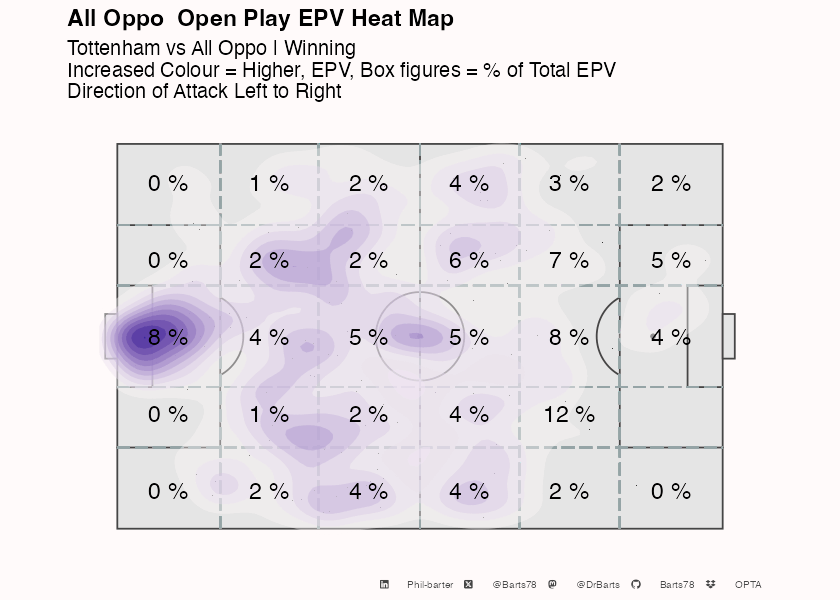 All Oppo  Open Play EPV Heat Map
Tottenham vs All Oppo | Winning
Increased Colour = Higher, EPV, Box figures = % of Total EPV
Direction of Attack Left to Right
0 % 1 % 2 % 4 % 3 % 2 %
0 % 2 % 2 % 6 % 7 % 5 %
8 % 4 % 5 % 5 % 8 % 4 %
0 % 1 % 2 % 4 % 12 %
0 % 2 % 4 % 4 % 2 % 0 %
Phil-barter @Barts78 @DrBarts Barts78 OPTA